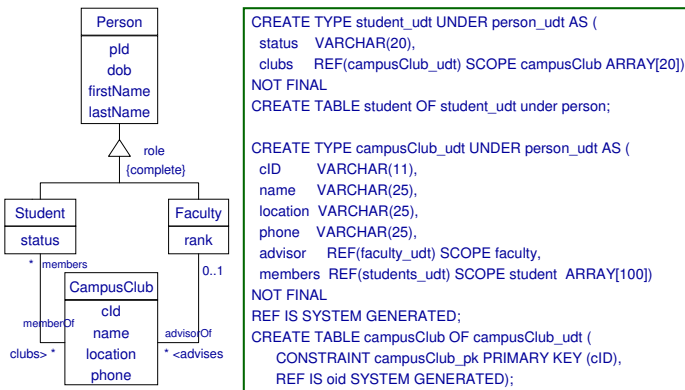 Person
pId
dob
firstName
lastName
role
{complete}
Student
status
Faculty
rank
* members
0..1
CampusClub
cId
name
location
phone
memberOf
clubs> *
advisorOf
* <advises
CREATE TYPE student_udt UNDER person_udt AS (
status VARCHAR(20),
clubs REF(campusClub_udt) SCOPE campusClub ARRAY[20])
NOT FINAL
CREATE TABLE student OF student_udt under person;
CREATE TYPE campusClub_udt UNDER person_udt AS (
cID VARCHAR(11),
name VARCHAR(25),
location VARCHAR(25),
phone VARCHAR(25),
advisor REF(faculty_udt) SCOPE faculty,
members REF(students_udt) SCOPE student ARRAY[100])
NOT FINAL
REF IS SYSTEM GENERATED;
CREATE TABLE campusClub OF campusClub_udt (
CONSTRAINT campusClub_pk PRIMARY KEY (cID),
REF IS oid SYSTEM GENERATED);